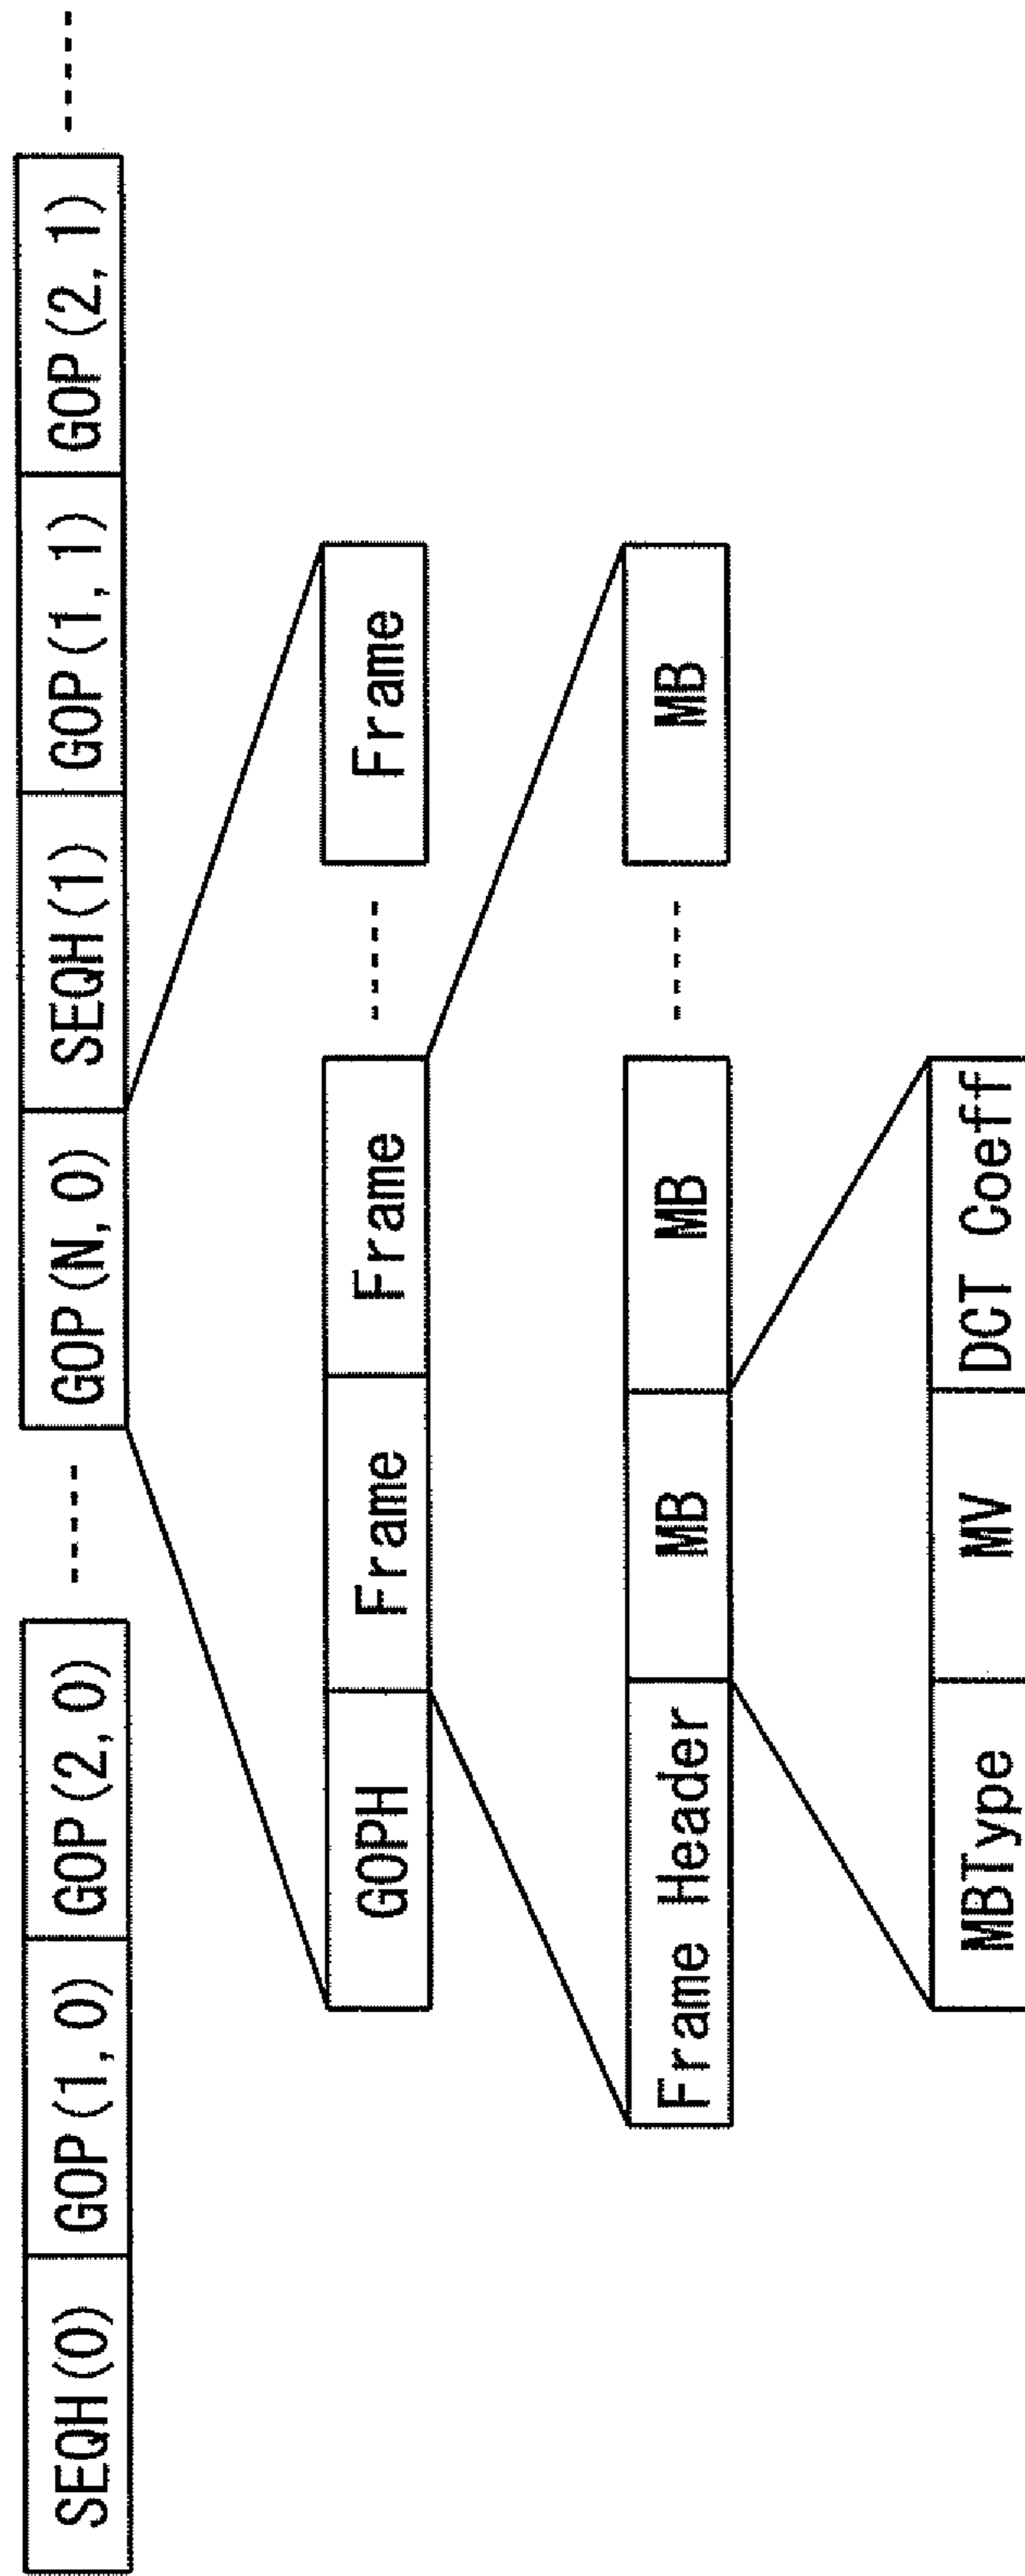 SEQH(0) GOP(1,0) GOP(2,0) ----- GOP(N,0) SEQH(1) GOP(1,1) GOP(2,1) -----
GOPH Frame Frame ----- Frame
Frame Header MB MB ----- MB
MBType MV DCT Coeff